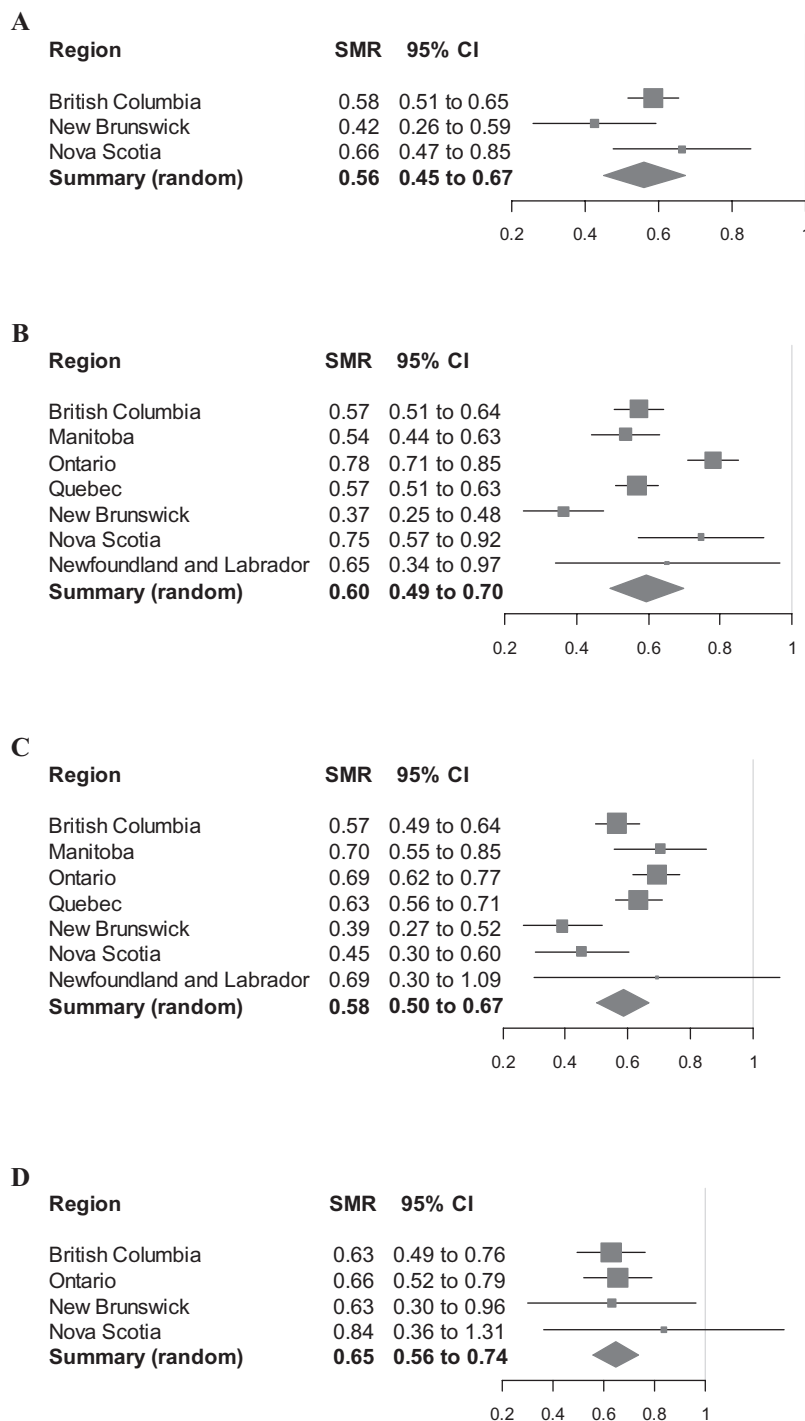 A
Region SMR 95% CI
British Columbia 0.58 0.51 to 0.65
New Brunswick 0.42 0.26 to 0.59
Nova Scotia 0.66 0.47 to 0.85
Summary (random) 0.56 0.45 to 0.67
0.2 0.4 0.6 0.8 1
B
Region SMR 95% CI
British Columbia 0.57 0.51 to 0.64
Manitoba 0.54 0.44 to 0.63
Ontario 0.78 0.71 to 0.85
Quebec 0.57 0.51 to 0.63
New Brunswick 0.37 0.25 to 0.48
Nova Scotia 0.75 0.57 to 0.92
Newfoundland and Labrador 0.65 0.34 to 0.97
Summary (random) 0.60 0.49 to 0.70
0.2 0.4 0.6 0.8 1
C
Region SMR 95% CI
British Columbia 0.57 0.49 to 0.64
Manitoba 0.70 0.55 to 0.85
Ontario 0.69 0.62 to 0.77
Quebec 0.63 0.56 to 0.71
New Brunswick 0.39 0.27 to 0.52
Nova Scotia 0.45 0.30 to 0.60
Newfoundland and Labrador 0.69 0.30 to 1.09
Summary (random) 0.58 0.50 to 0.67
0.2 0.4 0.6 0.8 1
D
Region SMR 95% CI
British Columbia 0.63 0.49 to 0.76
Ontario 0.66 0.52 to 0.79
New Brunswick 0.63 0.30 to 0.96
Nova Scotia 0.84 0.36 to 1.31
Summary (random) 0.65 0.56 to 0.74
0.2 0.4 0.6 0.8 1